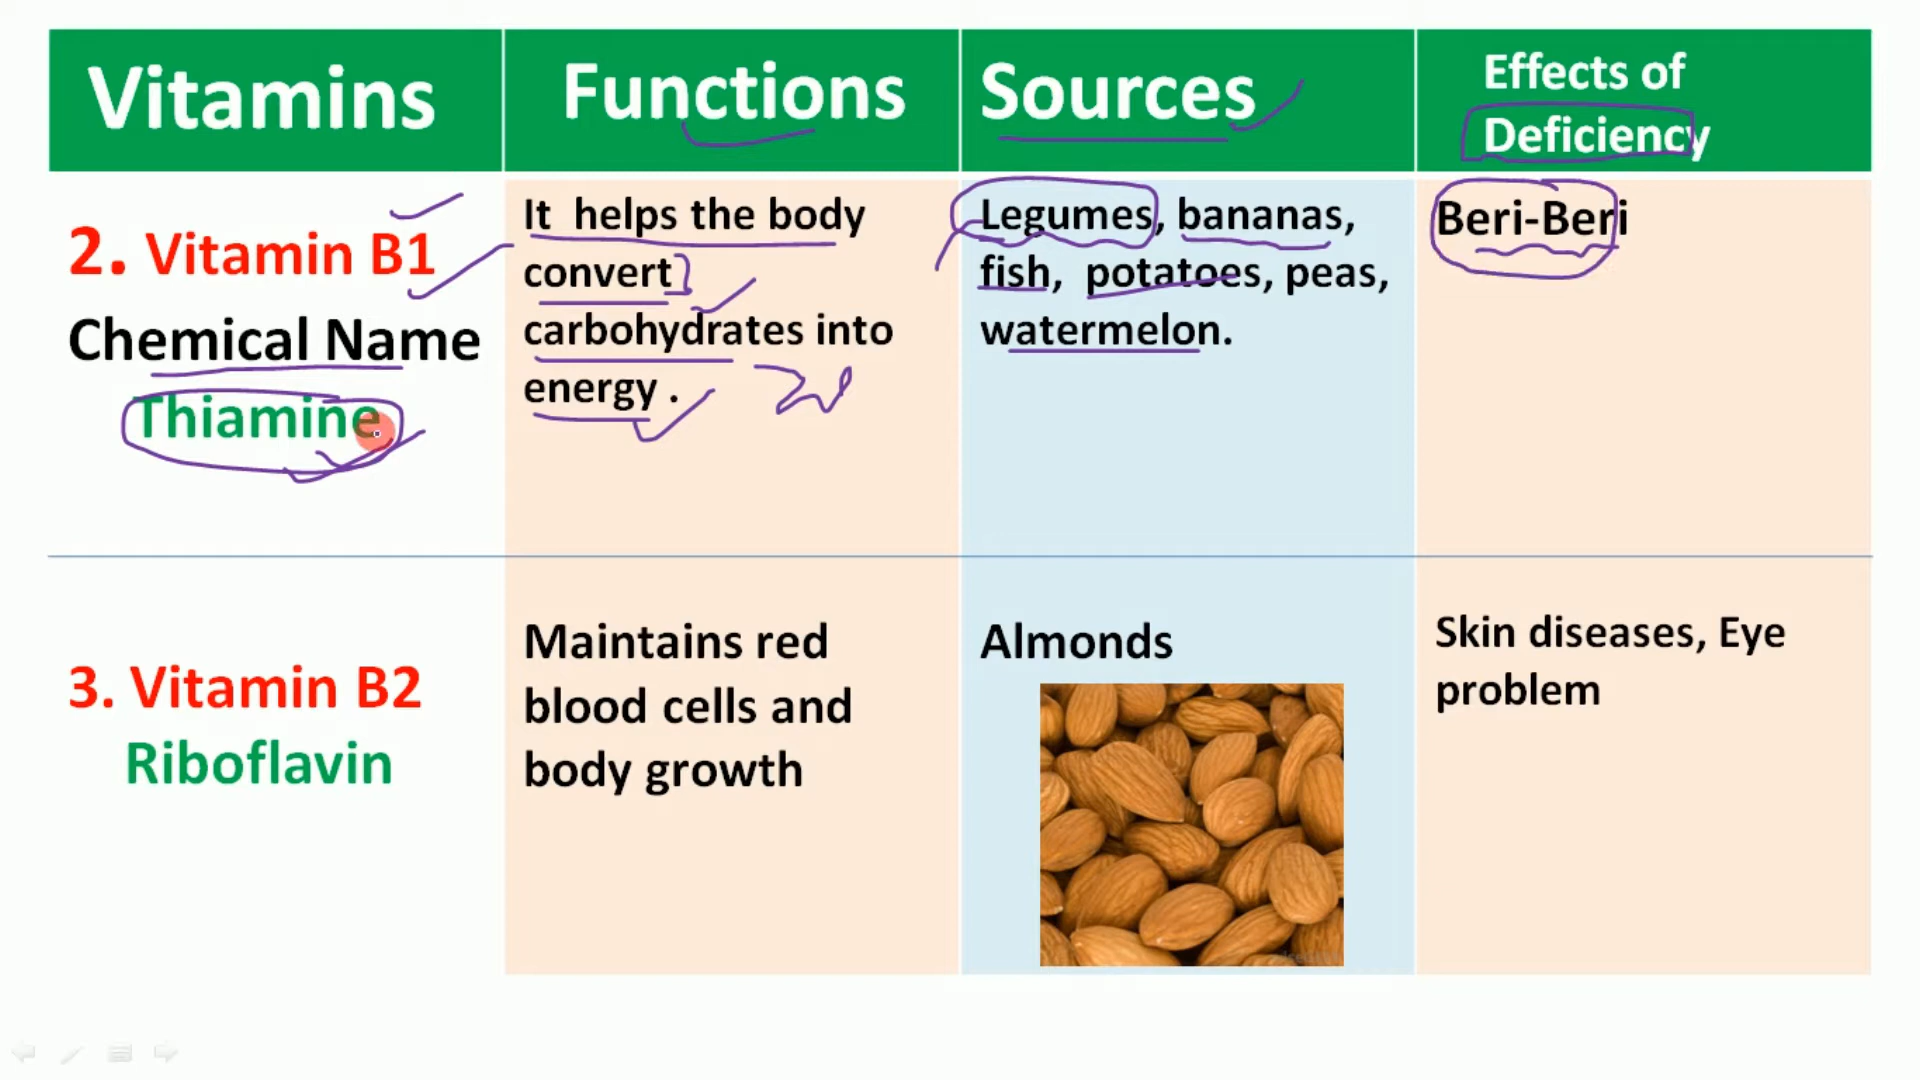 Vitamins
Functions
Sources
Effects of
Deficiency
2. Vitamin B1
Chemical Name
Thiamine
It helps the body
convert
carbohydrates into
energy .
Legumes, bananas,
fish, potatoes, peas,
watermelon.
Beri-Beri
3. Vitamin B2
Riboflavin
Maintains red
blood cells and
body growth
Almonds
Skin diseases, Eye
problem